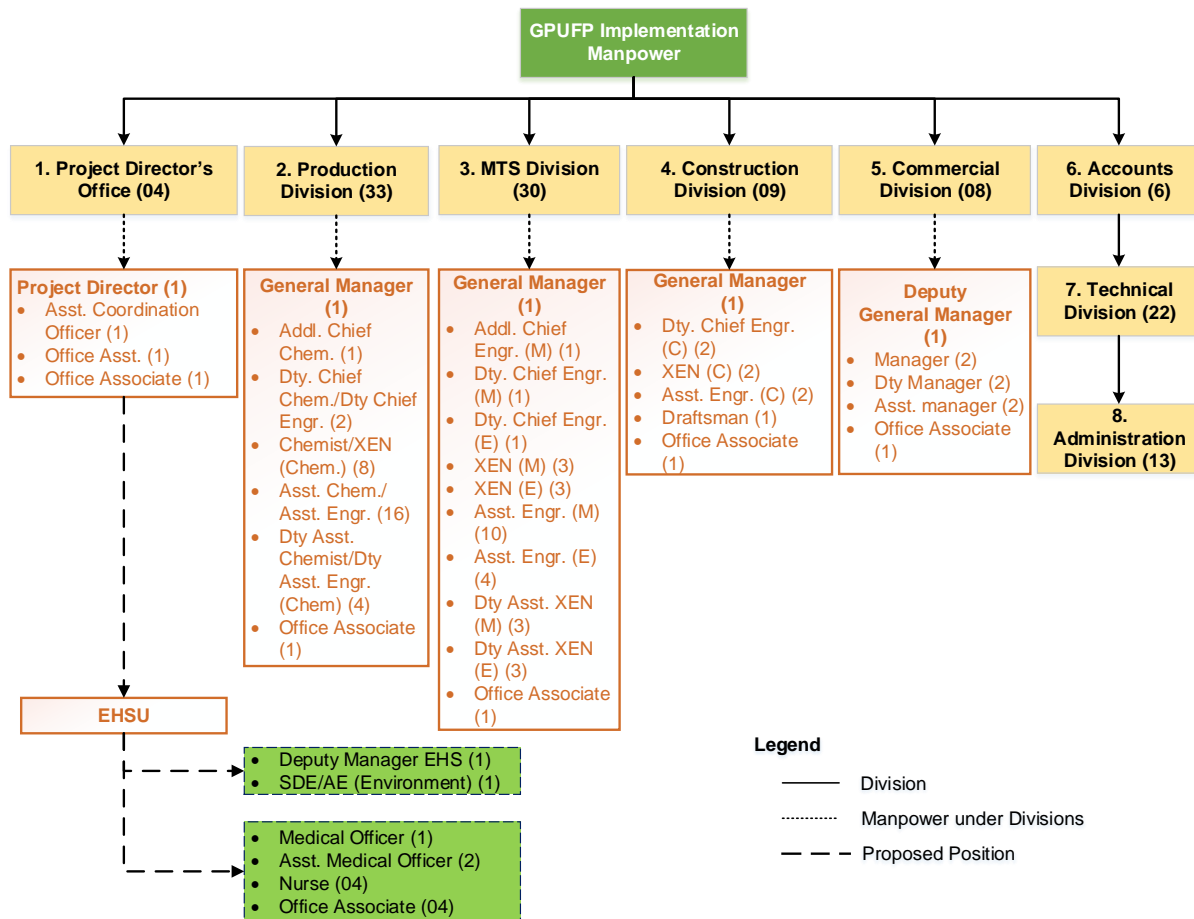 GPUFP Implementation
Manpower
1. Project Director’s
Office (04)
2. Production
Division (33)
3. MTS Division
(30)
4. Construction
Division (09)
5. Commercial
Division (08)
6. Accounts
Division (6)
Project Director (1)
• Asst. Coordination
Officer (1)
• Office Asst. (1)
• Office Associate (1)
General Manager
(1)
• Addl. Chief
Chem. (1)
• Dty. Chief
Chem./Dty Chief
Engr. (2)
• Chemist/XEN
(Chem.) (8)
• Asst. Chem./
Asst. Engr. (16)
• Dty Asst.
Chemist/Dty
Asst. Engr.
(Chem) (4)
• Office Associate
(1)
General Manager
(1)
• Addl. Chief
Engr. (M) (1)
• Dty. Chief Engr.
(M) (1)
• Dty. Chief Engr.
(E) (1)
• XEN (M) (3)
• XEN (E) (3)
• Asst. Engr. (M)
(10)
• Asst. Engr. (E)
(4)
• Dty Asst. XEN
(M) (3)
• Dty Asst. XEN
(E) (3)
• Office Associate
(1)
General Manager
(1)
• Dty. Chief Engr.
(C) (2)
• XEN (C) (2)
• Asst. Engr. (C) (2)
• Draftsman (1)
• Office Associate
(1)
Deputy
General Manager
(1)
• Manager (2)
• Dty Manager (2)
• Asst. manager (2)
• Office Associate
(1)
7. Technical
Division (22)
8.
Administration
Division (13)
EHSU
• Deputy Manager EHS (1)
• SDE/AE (Environment) (1)
• Medical Officer (1)
• Asst. Medical Officer (2)
• Nurse (04)
• Office Associate (04)
Legend
Division
Manpower under Divisions
Proposed Position